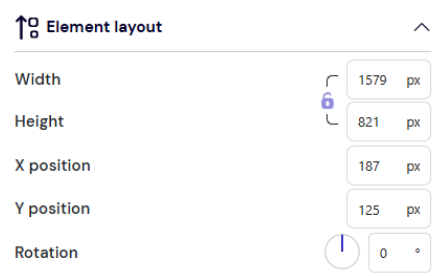 Element layout
Width 1579 px
Height 821 px
X position 187 px
Y position 125 px
Rotation 0 °